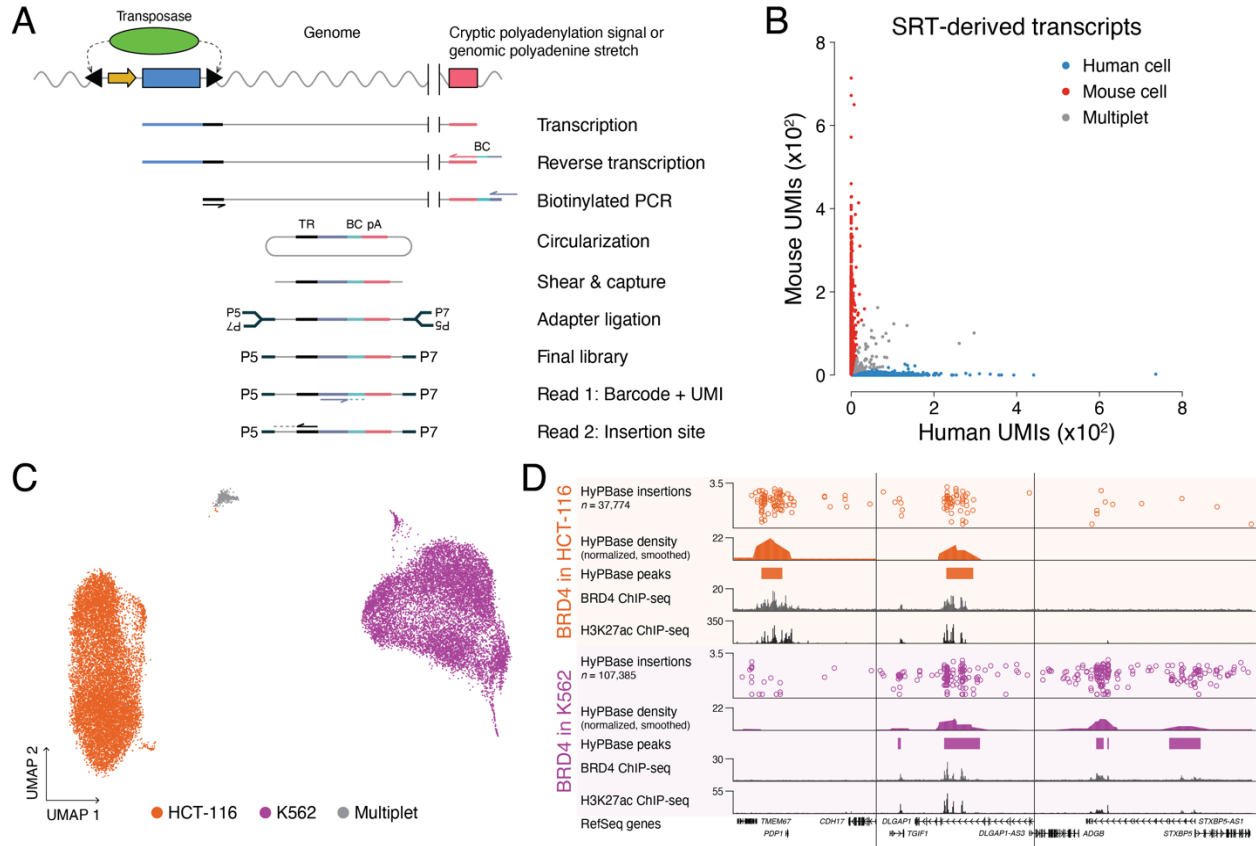 A
Transposase
Genome
Cryptic polyadenylation signal or
genomic polyadenine stretch
Transcription
BC
Reverse transcription
Biotinylated PCR
TR BC pA
Circularization
Shear & capture
P5 P7
P7 P5
Adapter ligation
P5 P7
Final library
P5 P7
Read 1: Barcode + UMI
P5 P7
Read 2: Insertion site
B
SRT-derived transcripts
Human cell
Mouse cell
Multiplet
Mouse UMIs (x10²)
8
6
4
2
0
0 2 4 6 8
Human UMIs (x10²)
C
UMAP 2
UMAP 1
HCT-116 K562 Multiplet
D
BRD4 in HCT-116
HyPBase insertions
n = 37,774
3.5
HyPBase density
(normalized, smoothed)
22
HyPBase peaks
BRD4 ChIP-seq
20
H3K27ac ChIP-seq
350
BRD4 in K562
HyPBase insertions
n = 107,385
3.5
HyPBase density
(normalized, smoothed)
22
HyPBase peaks
BRD4 ChIP-seq
30
H3K27ac ChIP-seq
55
RefSeq genes
TMEM67 CDH17 DLGAP1 STXBP5-AS1
PDP1 TGIF1 DLGAP1-AS3 ADGB STXBP5